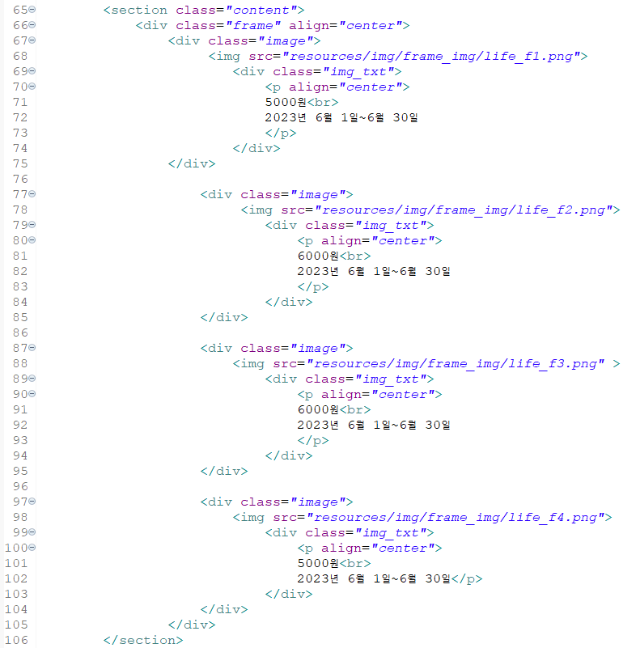 65 <section class="content">
66 <div class="frame" align="center">
67 <div class="image">
68 <img src="resources/img/frame_img/life_f1.png">
69 <div class="img_txt">
70 <p align="center">
71 5000원<br>
72 2023년 6월 1일~6월 30일
73 </p>
74 </div>
75 </div>
76
77 <div class="image">
78 <img src="resources/img/frame_img/life_f2.png">
79 <div class="img_txt">
80 <p align="center">
81 6000원<br>
82 2023년 6월 1일~6월 30일
83 </p>
84 </div>
85 </div>
86
87 <div class="image">
88 <img src="resources/img/frame_img/life_f3.png" >
89 <div class="img_txt">
90 <p align="center">
91 6000원<br>
92 2023년 6월 1일~6월 30일
93 </p>
94 </div>
95 </div>
96
97 <div class="image">
98 <img src="resources/img/frame_img/life_f4.png">
99 <div class="img_txt">
100 <p align="center">
101 5000원<br>
102 2023년 6월 1일~6월 30일</p>
103 </div>
104 </div>
105 </div>
106 </section>